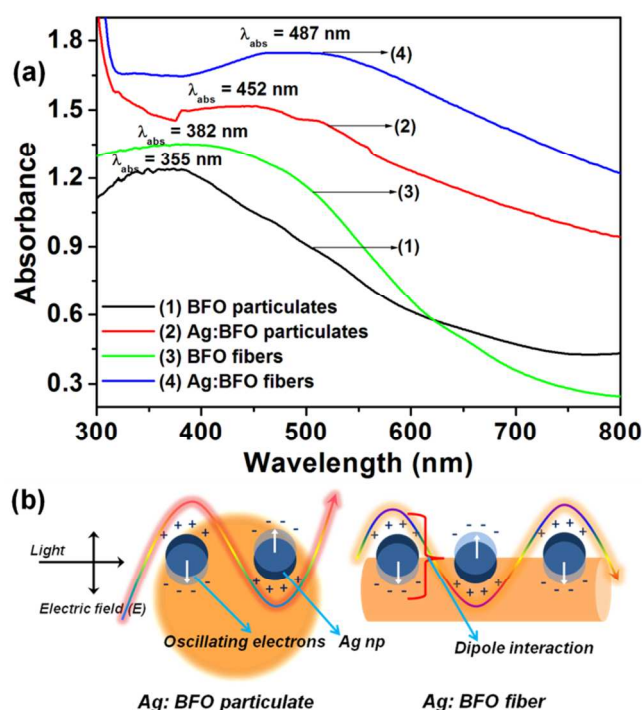 (a)
λabs = 487 nm
(4)
λabs = 452 nm
(2)
λabs = 382 nm
λabs = 355 nm
(3)
(1)
Absorbance
1.8
1.5
1.2
0.9
0.6
0.3
(1) BFO particulates
(2) Ag:BFO particulates
(3) BFO fibers
(4) Ag:BFO fibers
300 400 500 600 700 800
Wavelength (nm)
(b)
Light
Electric field (E)
+ + + +
- - - -
- - - -
+ + + +
Oscillating electrons
Ag np
+ + + +
- - - -
- - - -
+ + + +
+ + + +
- - - -
Dipole interaction
Ag: BFO particulate
Ag: BFO fiber